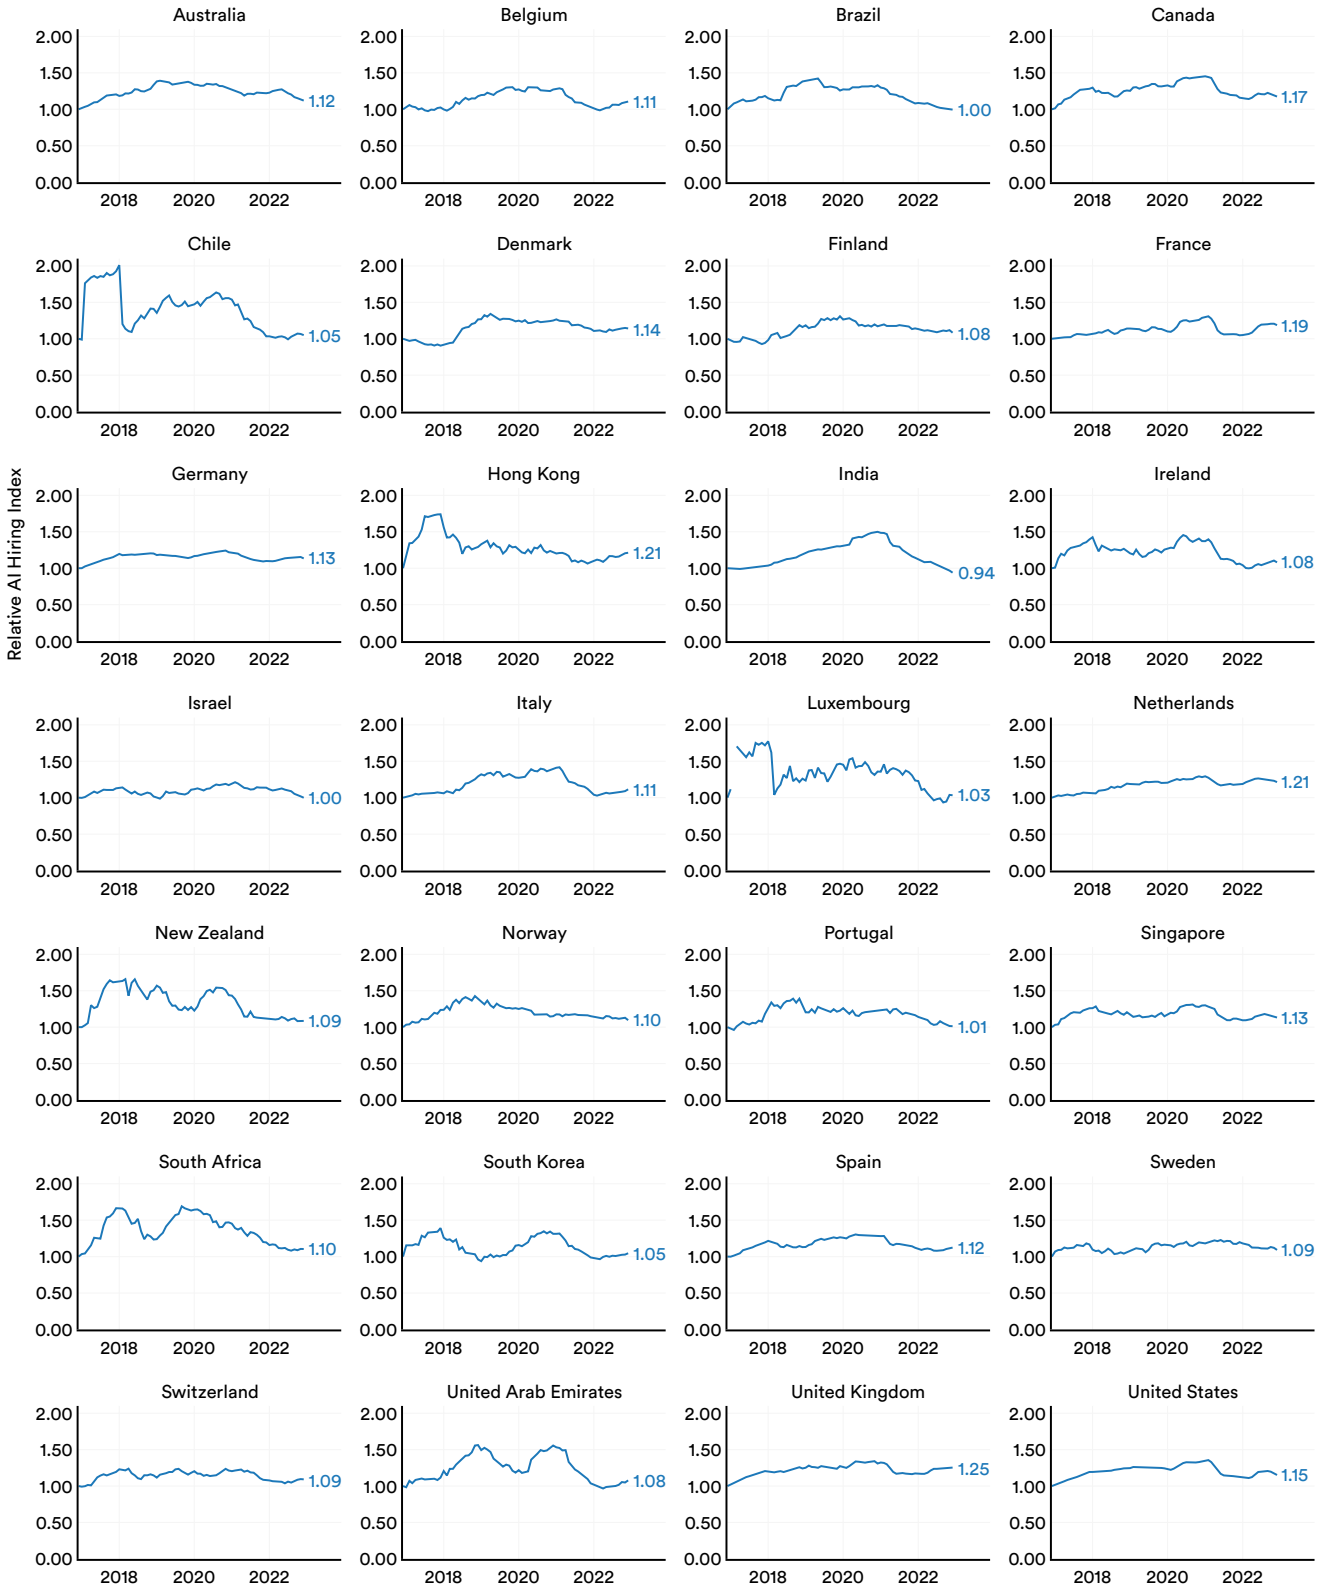 Relative AI Hiring Index
Australia Belgium Brazil Canada
2.00 2.00 2.00 2.00
1.50 1.50 1.50 1.50
1.00 1.12 1.00 1.11 1.00 1.00 1.00 1.17
0.50 0.50 0.50 0.50
0.00 0.00 0.00 0.00
2018 2020 2022 2018 2020 2022 2018 2020 2022 2018 2020 2022
Chile Denmark Finland France
2.00 2.00 2.00 2.00
1.50 1.50 1.50 1.50
1.00 1.05 1.00 1.14 1.00 1.08 1.00 1.19
0.50 0.50 0.50 0.50
0.00 0.00 0.00 0.00
2018 2020 2022 2018 2020 2022 2018 2020 2022 2018 2020 2022
Germany Hong Kong India Ireland
2.00 2.00 2.00 2.00
1.50 1.50 1.50 1.50
1.00 1.13 1.00 1.21 1.00 0.94 1.00 1.08
0.50 0.50 0.50 0.50
0.00 0.00 0.00 0.00
2018 2020 2022 2018 2020 2022 2018 2020 2022 2018 2020 2022
Israel Italy Luxembourg Netherlands
2.00 2.00 2.00 2.00
1.50 1.50 1.50 1.50
1.00 1.00 1.00 1.11 1.00 1.03 1.00 1.21
0.50 0.50 0.50 0.50
0.00 0.00 0.00 0.00
2018 2020 2022 2018 2020 2022 2018 2020 2022 2018 2020 2022
New Zealand Norway Portugal Singapore
2.00 2.00 2.00 2.00
1.50 1.50 1.50 1.50
1.00 1.09 1.00 1.10 1.00 1.01 1.00 1.13
0.50 0.50 0.50 0.50
0.00 0.00 0.00 0.00
2018 2020 2022 2018 2020 2022 2018 2020 2022 2018 2020 2022
South Africa South Korea Spain Sweden
2.00 2.00 2.00 2.00
1.50 1.50 1.50 1.50
1.00 1.10 1.00 1.05 1.00 1.12 1.00 1.09
0.50 0.50 0.50 0.50
0.00 0.00 0.00 0.00
2018 2020 2022 2018 2020 2022 2018 2020 2022 2018 2020 2022
Switzerland United Arab Emirates United Kingdom United States
2.00 2.00 2.00 2.00
1.50 1.50 1.50 1.50
1.00 1.09 1.00 1.08 1.00 1.25 1.00 1.15
0.50 0.50 0.50 0.50
0.00 0.00 0.00 0.00
2018 2020 2022 2018 2020 2022 2018 2020 2022 2018 2020 2022